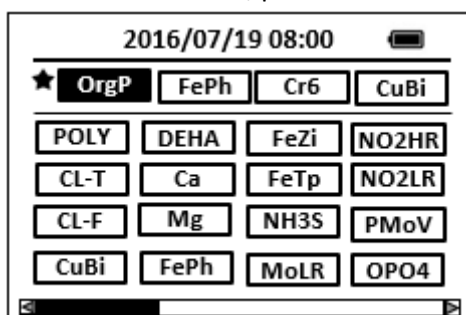 2016/07/19 08:00
OrgP FePh Cr6 CuBi
POLY DEHA FeZi NO2HR
CL-T Ca FeTp NO2LR
CL-F Mg NH3S PMoV
CuBi FePh MoLR OPO4